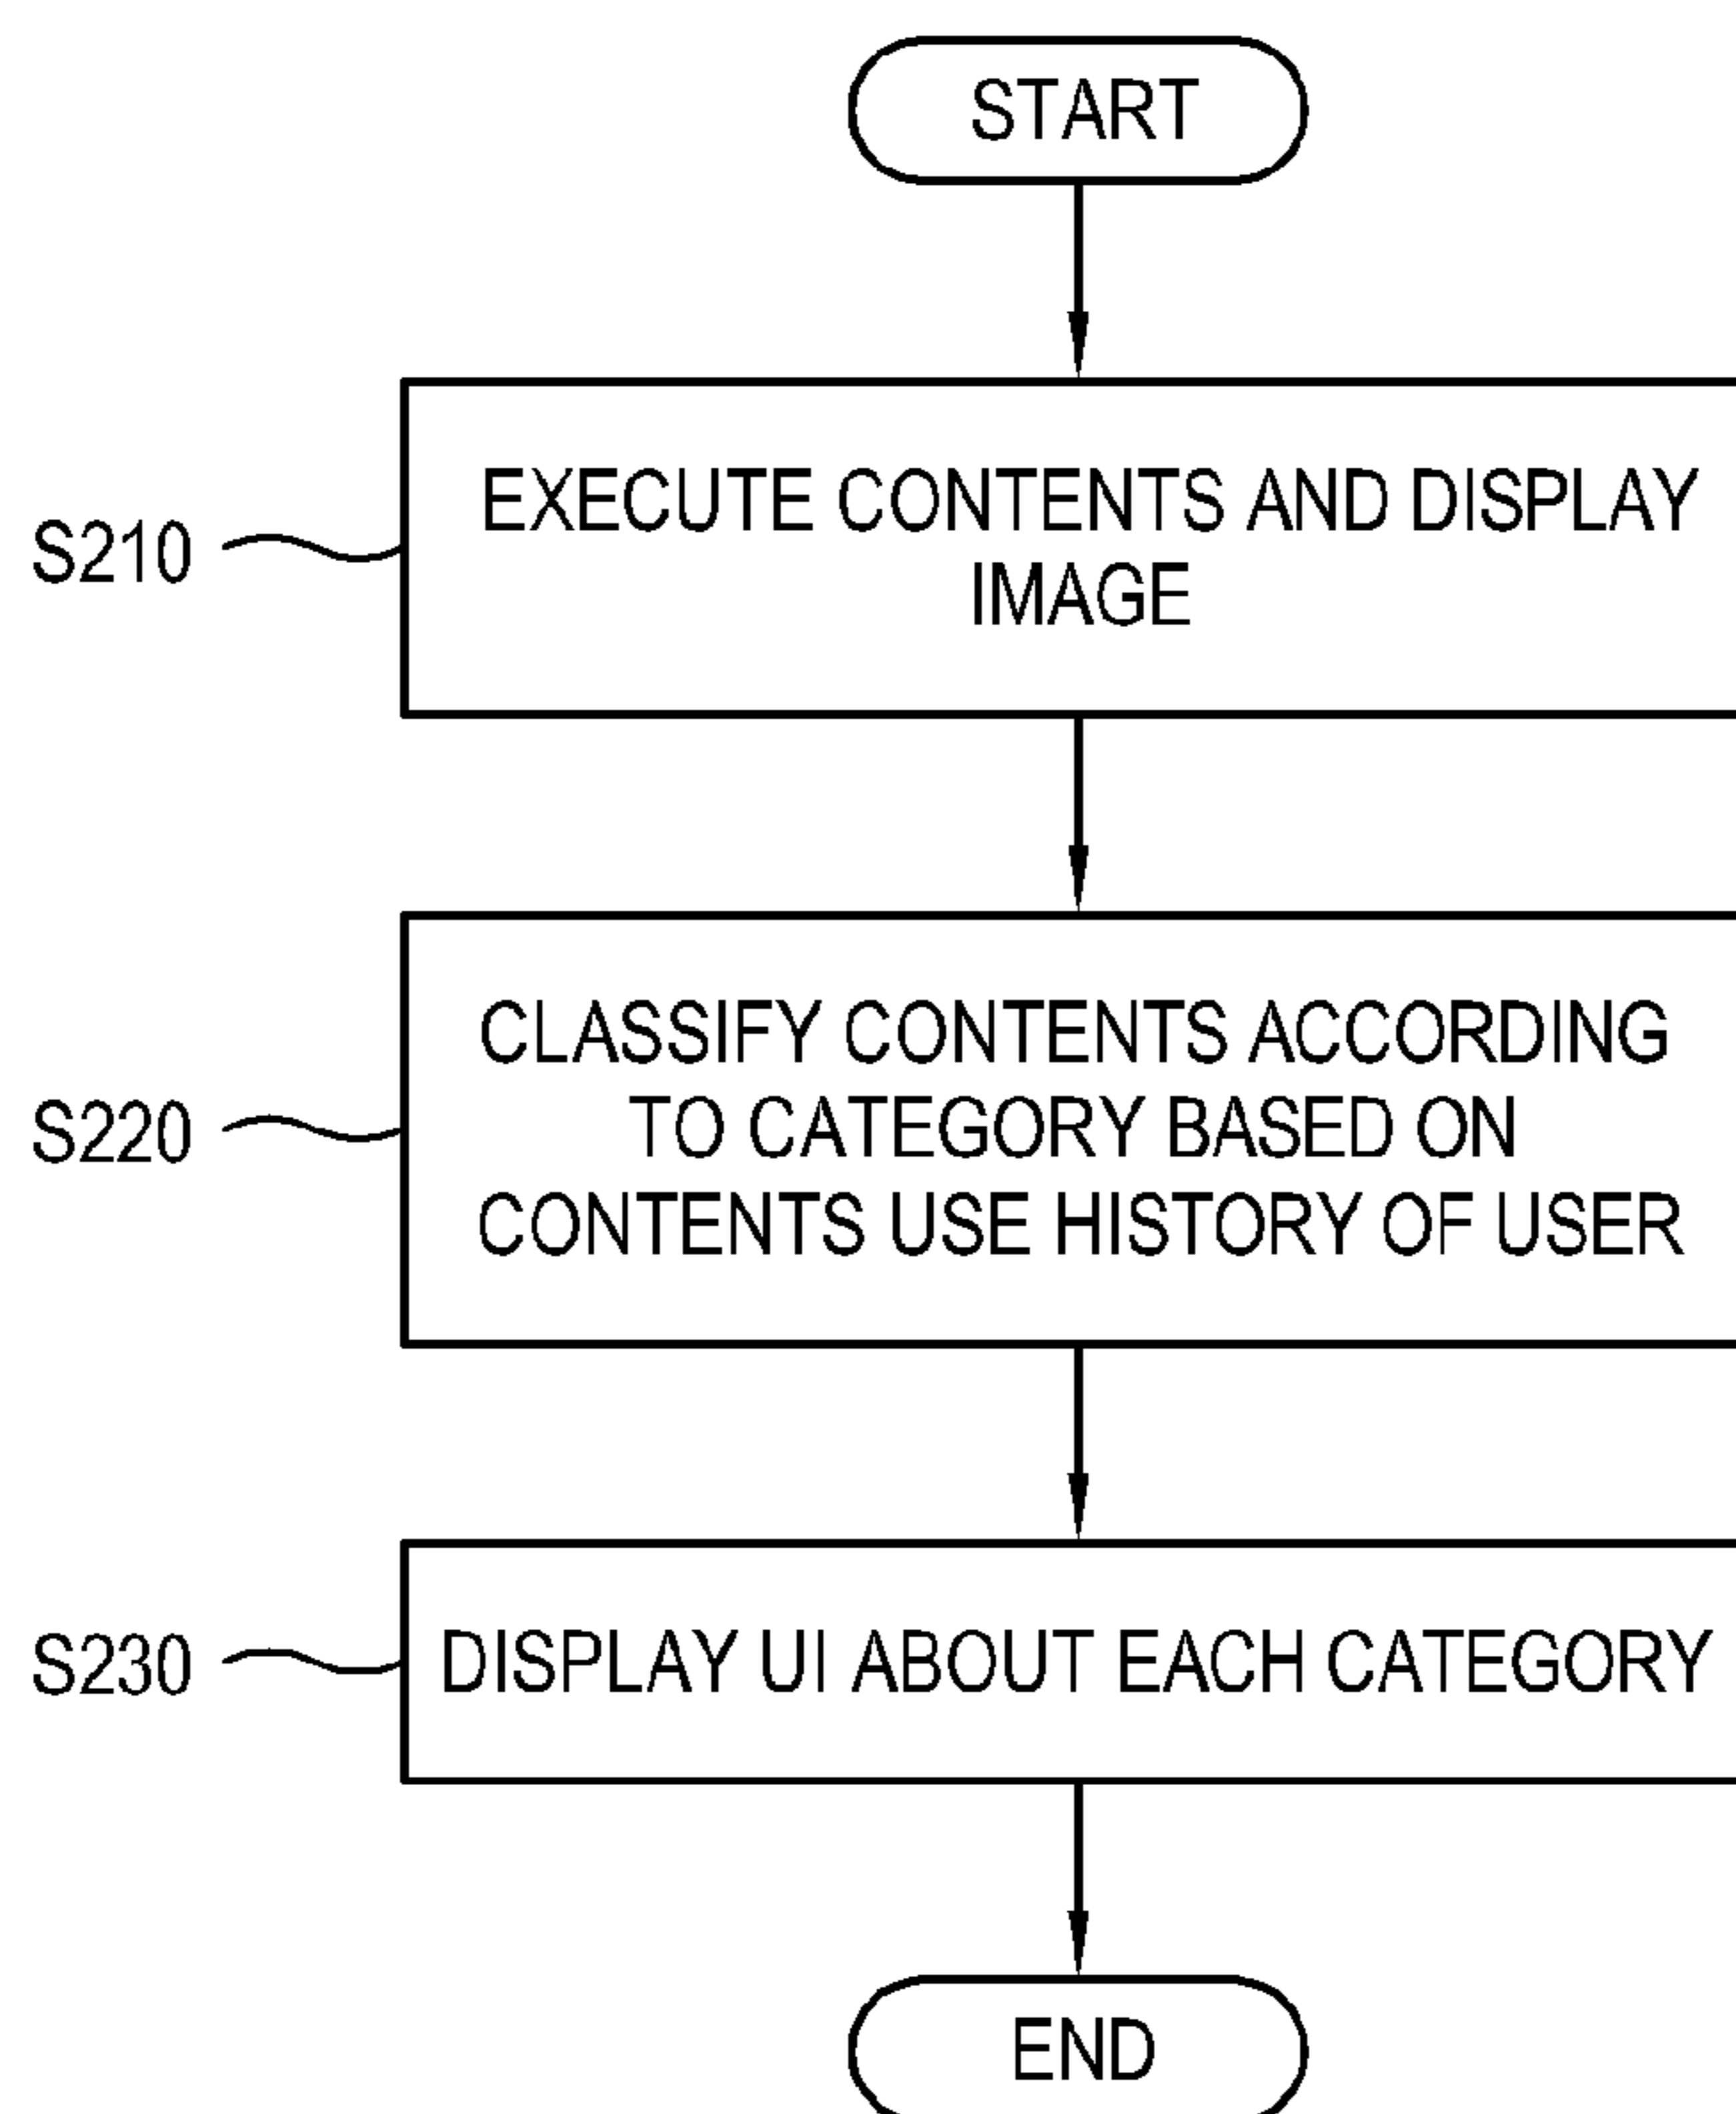 START
EXECUTE CONTENTS AND DISPLAY
IMAGE
S210
CLASSIFY CONTENTS ACCORDING
TO CATEGORY BASED ON
CONTENTS USE HISTORY OF USER
S220
DISPLAY UI ABOUT EACH CATEGORY
S230
END